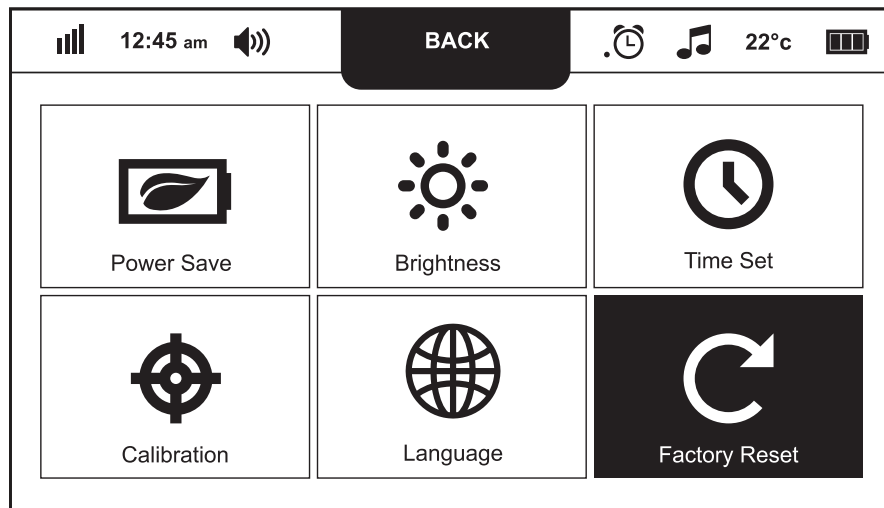 12:45 am
BACK
22°c
Power Save
Brightness
Time Set
Calibration
Language
Factory Reset